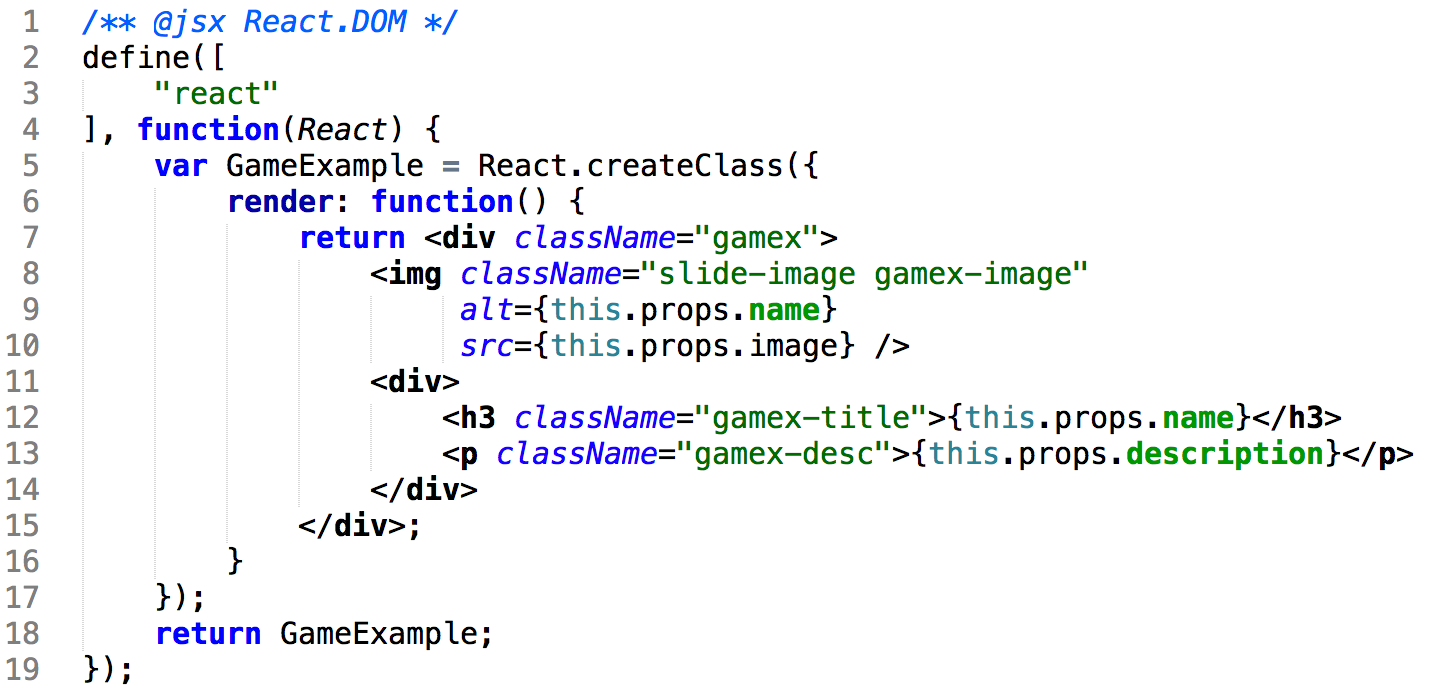 1 /** @jsx React.DOM */
2 define([
3     "react"
4 ], function(React) {
5     var GameExample = React.createClass({
6         render: function() {
7             return <div className="gamex">
8                 <img className="slide-image gamex-image"
9                      alt={this.props.name}
10                      src={this.props.image} />
11                 <div>
12                     <h3 className="gamex-title">{this.props.name}</h3>
13                     <p className="gamex-desc">{this.props.description}</p>
14                 </div>
15             </div>;
16         }
17     });
18     return GameExample;
19 });